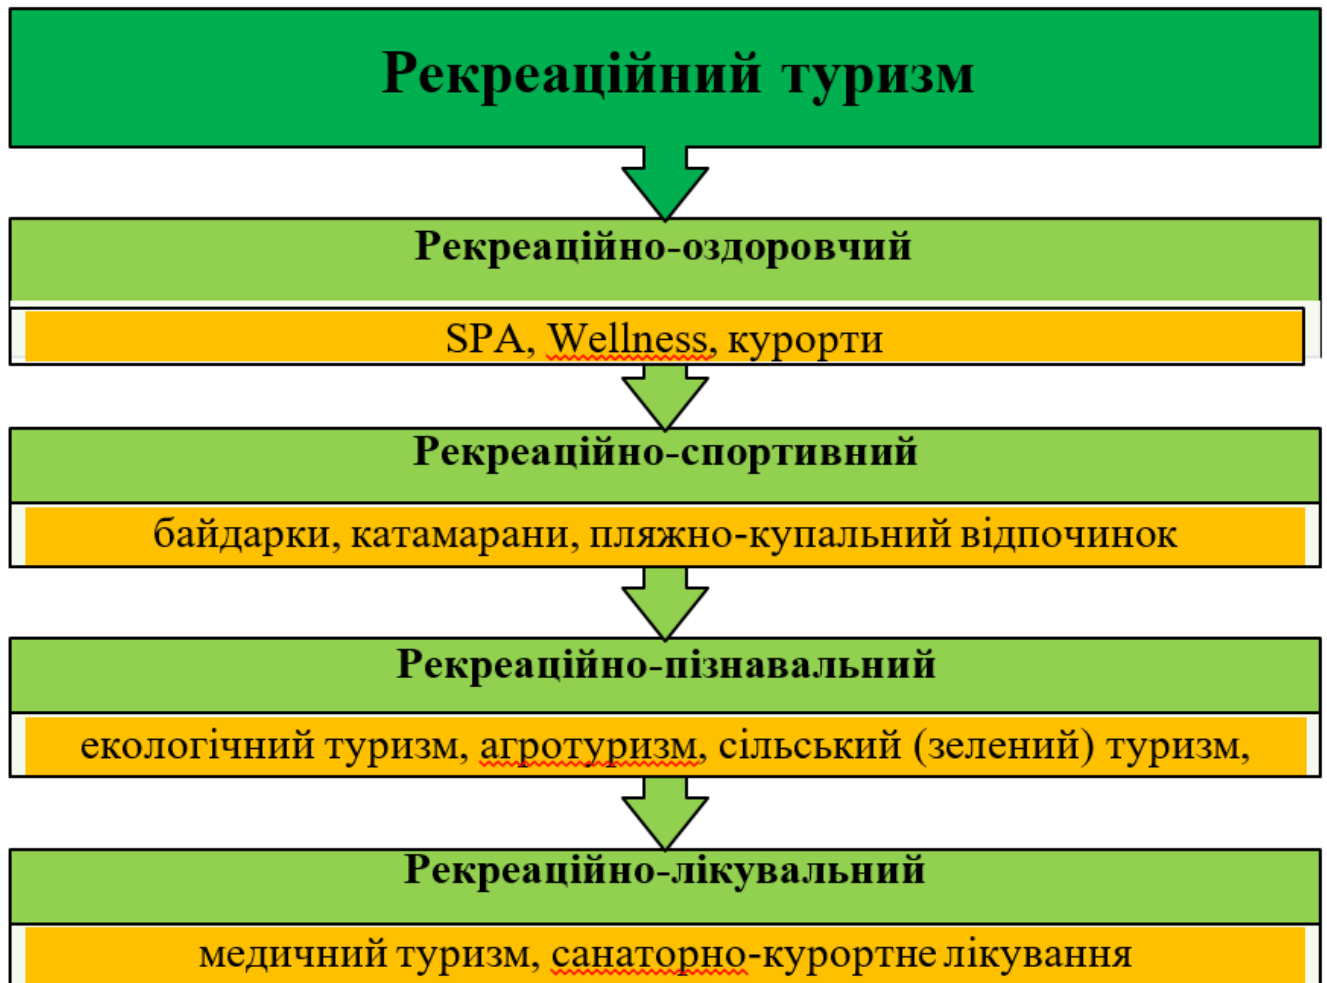 Рекреаційний туризм
Рекреаційно-оздоровчий
SPA, Wellness, курорти
Рекреаційно-спортивний
байдарки, катамарани, пляжно-купальний відпочинок
Рекреаційно-пізнавальний
екологічний туризм, агротуризм, сільський (зелений) туризм,
Рекреаційно-лікувальний
медичний туризм, санаторно-курортне лікування